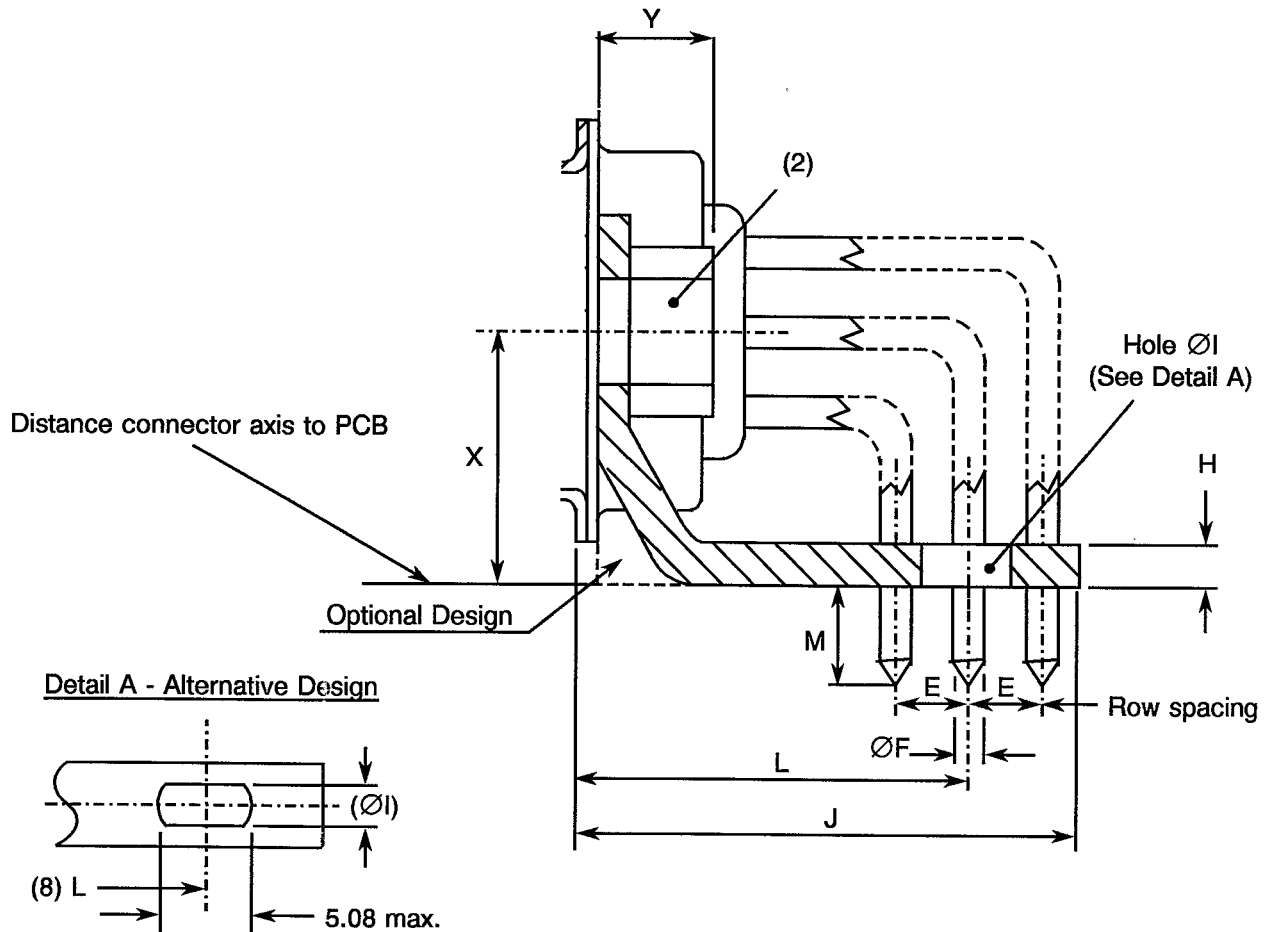 Y
(2)
Hole ØI
(See Detail A)
Distance connector axis to PCB
X
H
Optional Design
M
Detail A - Alternative Design
E
E
Row spacing
ØF
L
(ØI)
J
(8) L
5.08 max.